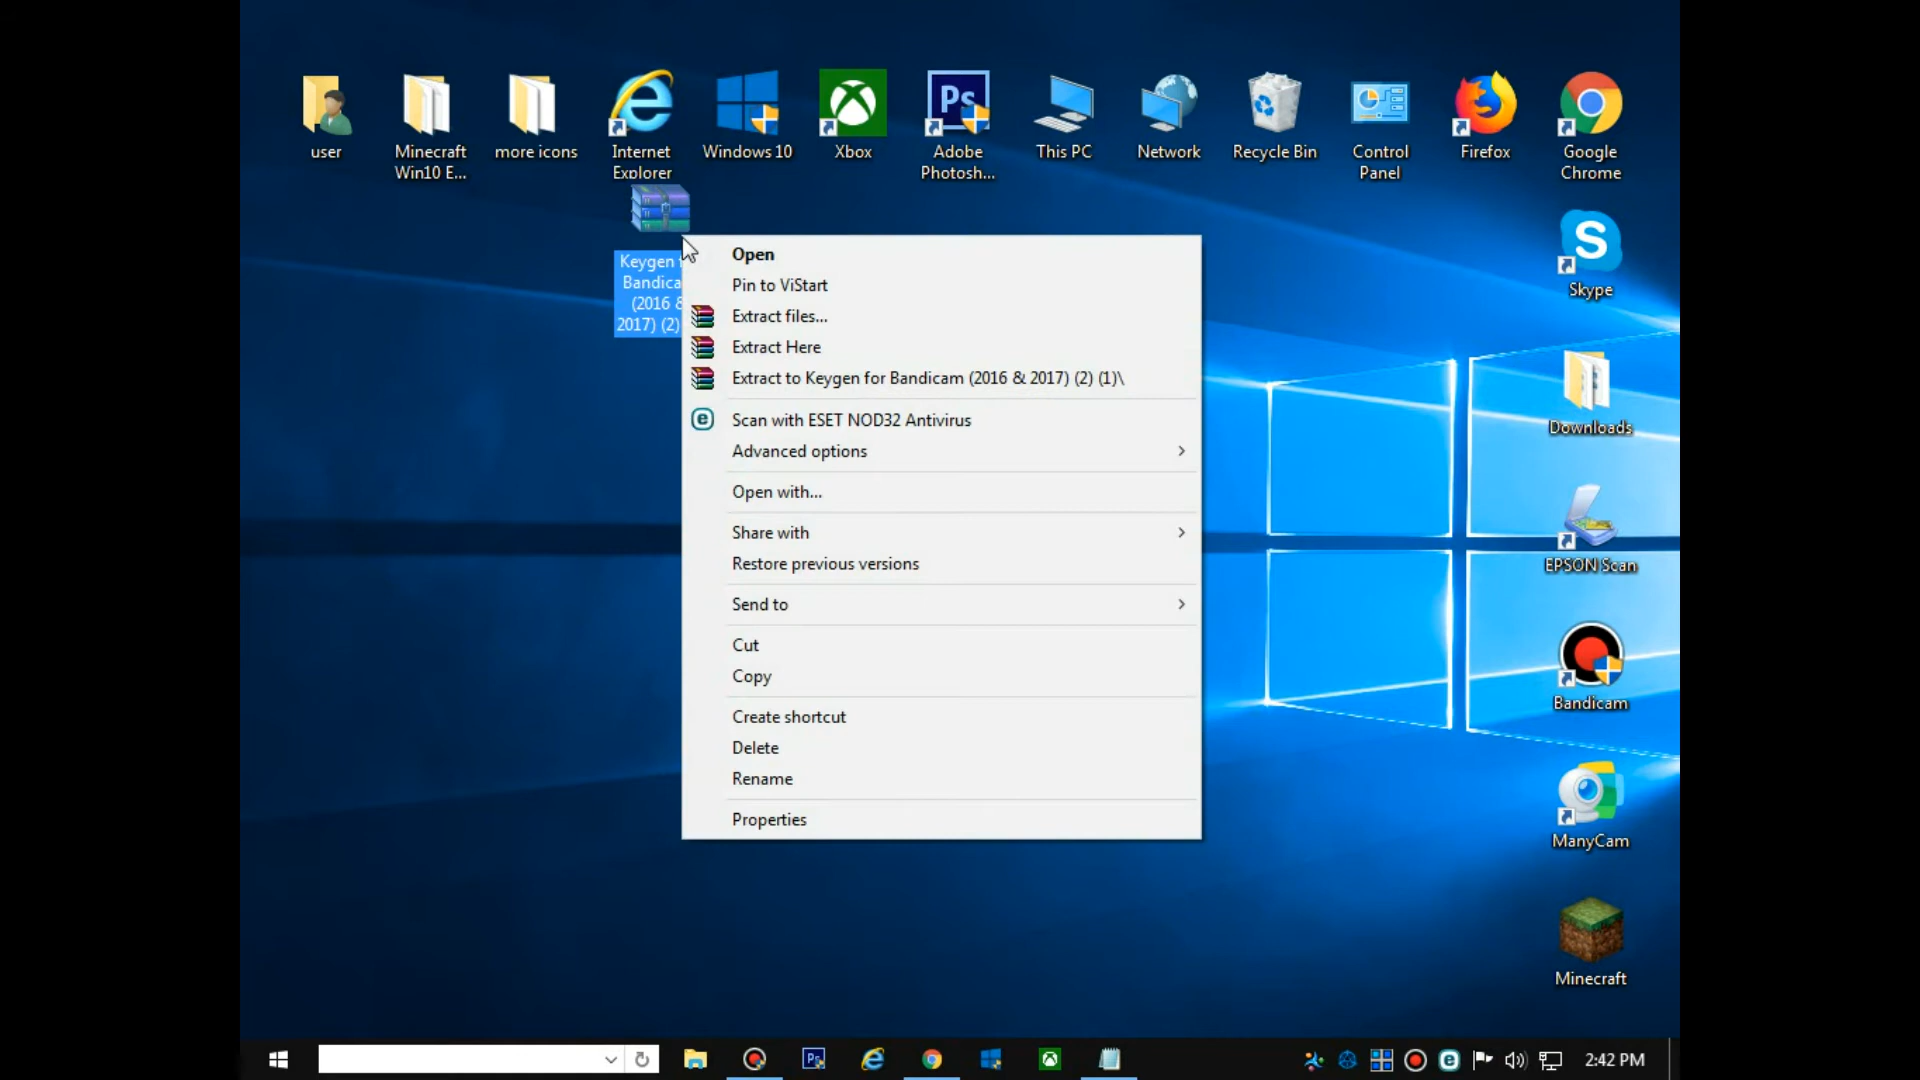 user
Minecraft
Win10 E...
more icons
Internet
Explorer
Windows 10
Xbox
Ps
Adobe
Photosh...
This PC
Network
Recycle Bin
Control
Panel
Firefox
Google
Chrome
Keygen
Bandica
(2016 &
2017) (2)
Open
Pin to ViStart
Extract files...
Extract Here
Extract to Keygen for Bandicam (2016 & 2017) (2) (1)\
Scan with ESET NOD32 Antivirus
Advanced options
Open with...
Share with
Restore previous versions
Send to
Cut
Copy
Create shortcut
Delete
Rename
Properties
S
Skype
Downloads
EPSON Scan
Bandicam
ManyCam
Minecraft
Ps
2:42 PM